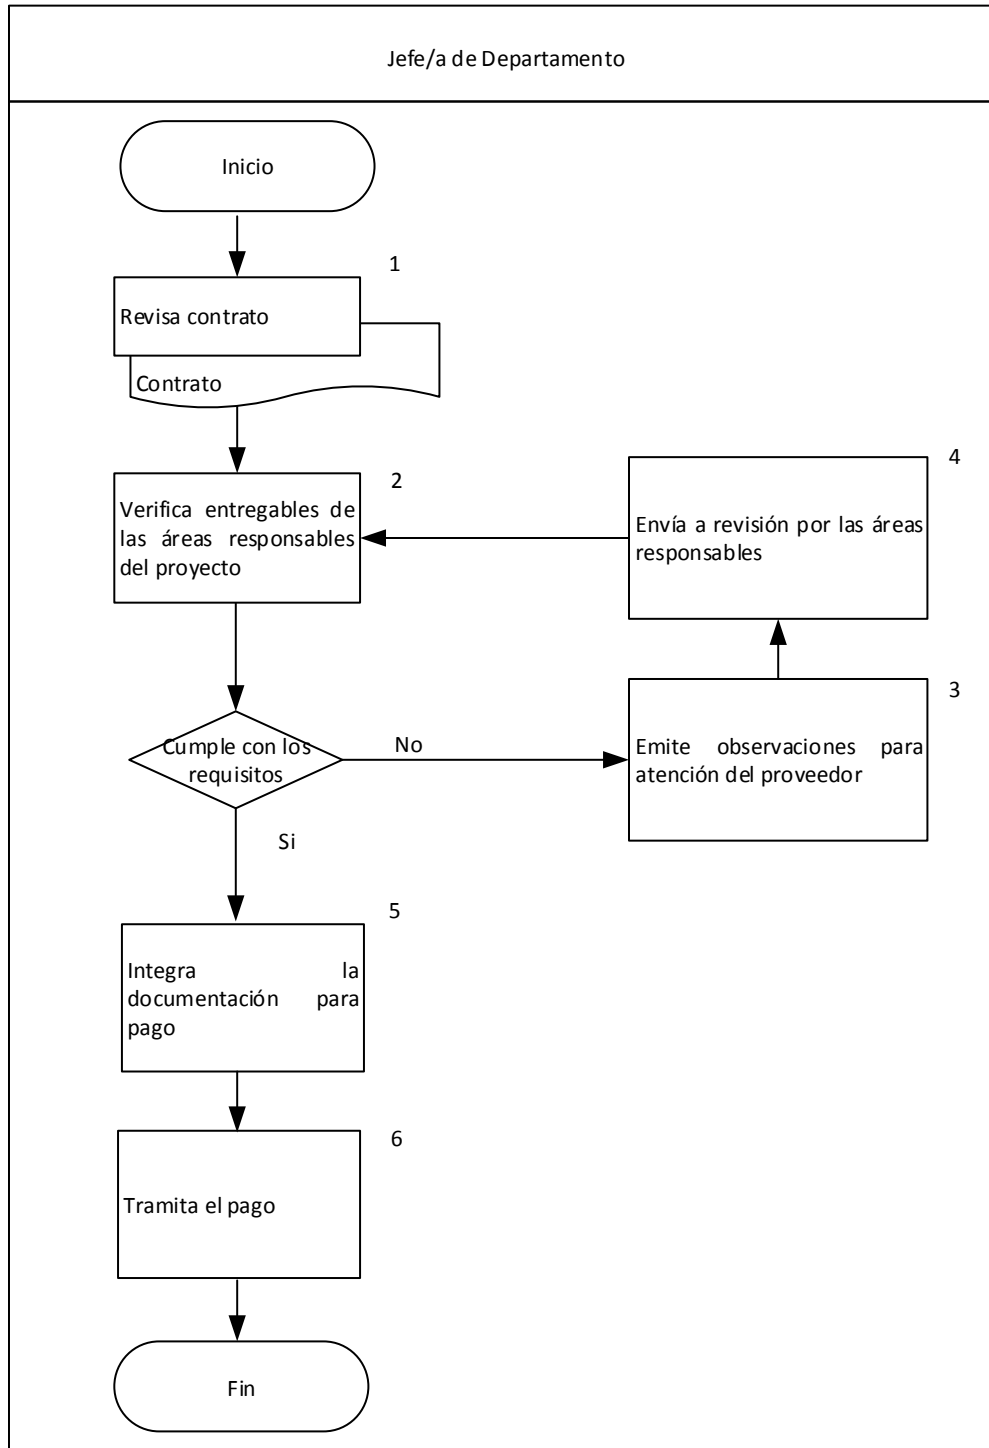 Jefe/a de Departamento
Inicio
1
Revisa contrato
Contrato
2
Verifica entregables de
las áreas responsables
del proyecto
4
Envía a revisión por las áreas
responsables
3
Emite observaciones para
atención del proveedor
Cumple con los
requisitos
No
Si
5
Integra la
documentación para
pago
6
Tramita el pago
Fin